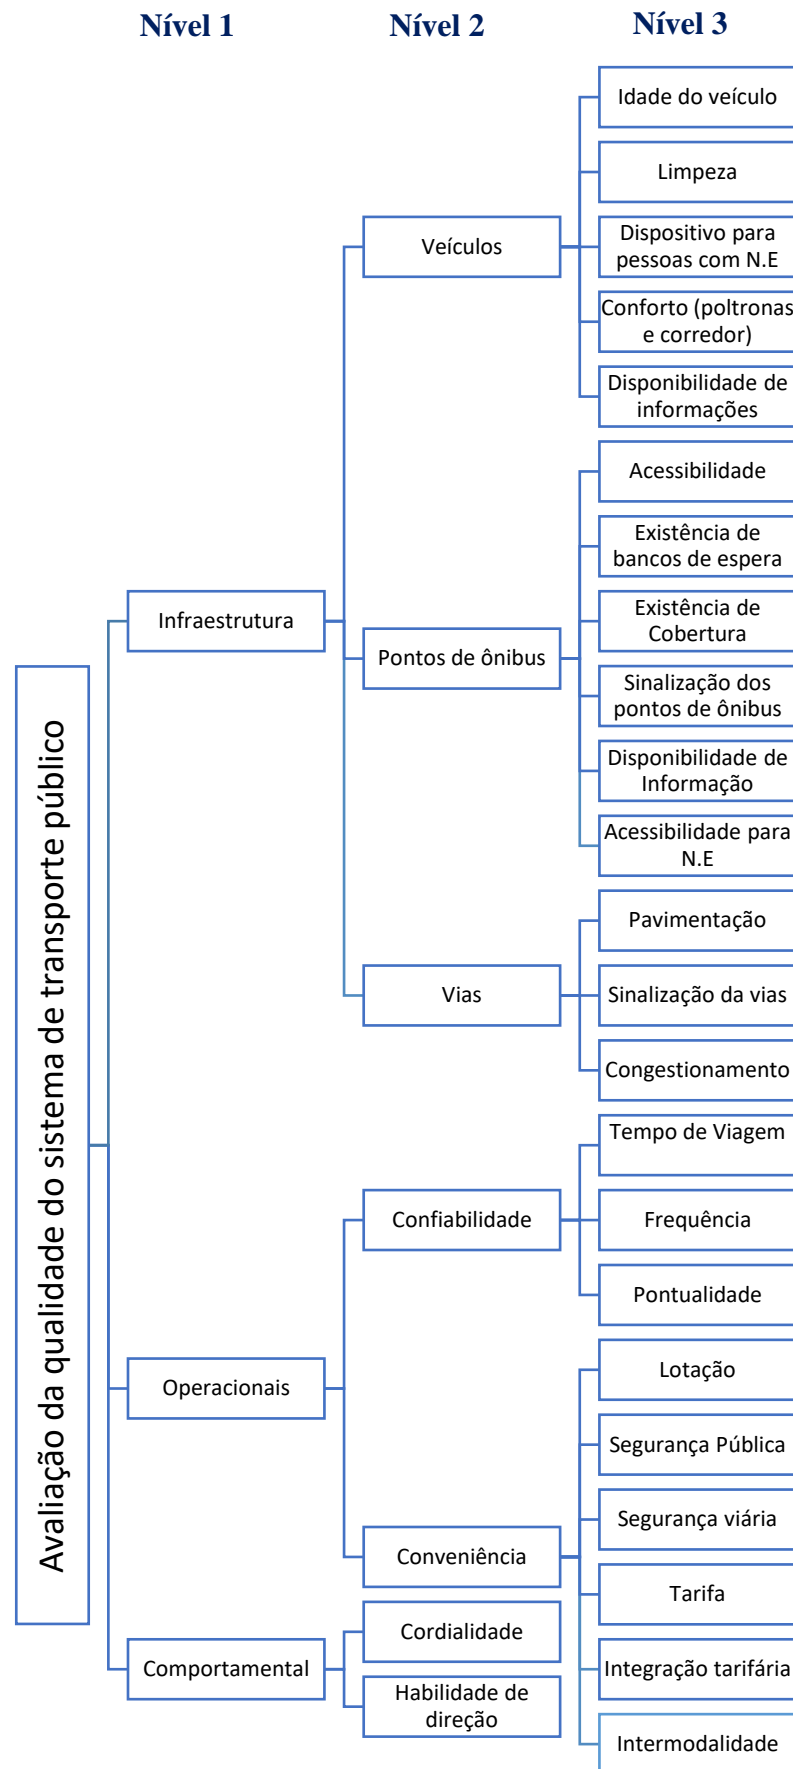 Nível 1
Nível 2
Nível 3
Avaliação da qualidade do sistema de transporte público
Infraestrutura
Veículos
Idade do veículo
Limpeza
Dispositivo para
pessoas com N.E
Conforto (poltronas
e corredor)
Disponibilidade de
informações
Pontos de ônibus
Acessibilidade
Existência de
bancos de espera
Existência de
Cobertura
Sinalização dos
pontos de ônibus
Disponibilidade de
Informação
Acessibilidade para
N.E
Vias
Pavimentação
Sinalização da vias
Congestionamento
Operacionais
Confiabilidade
Tempo de Viagem
Frequência
Pontualidade
Conveniência
Lotação
Segurança Pública
Segurança viária
Tarifa
Integração tarifária
Intermodalidade
Comportamental
Cordialidade
Habilidade de
direção